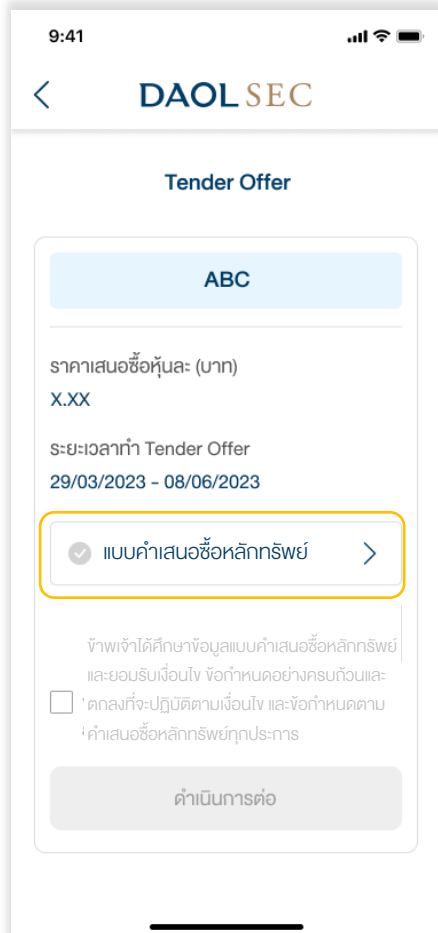 9:41
DAOL SEC
Tender Offer
ABC
ราคาเสนอซื้อหุ้นละ (บาท)
X.XX
ระยะเวลาทำ Tender Offer
29/03/2023 - 08/06/2023
แบบคำเสนอซื้อหลักทรัพย์
ข้าพเจ้าได้ศึกษาข้อมูลแบบคำเสนอซื้อหลักทรัพย์
และยอมรับเงื่อนไข ข้อกำหนดอย่างครบถ้วนและ
ตกลงที่จะปฏิบัติตามเงื่อนไข และข้อกำหนดตาม
คำเสนอซื้อหลักทรัพย์ทุกประการ
ดำเนินการต่อ